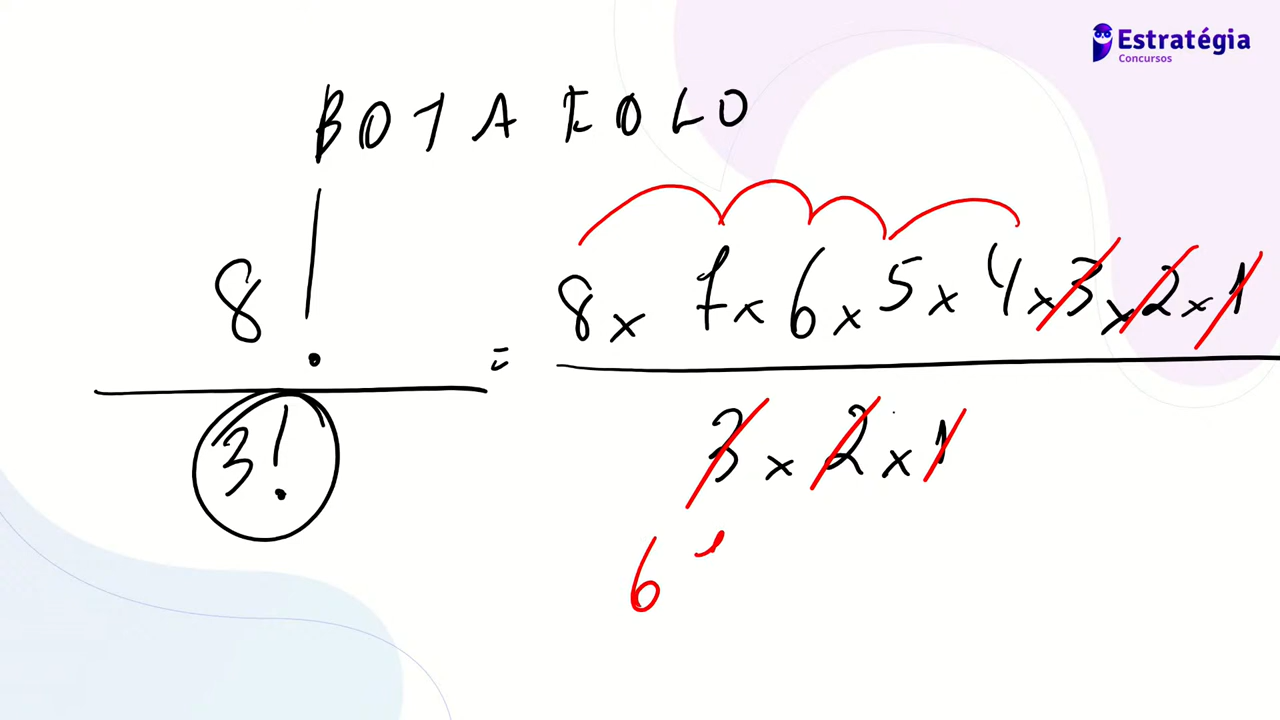 Estratégia
Concursos
BOTAFOLO
8! / 3! = 8 x 7 x 6 x 5 x 4 x 3 x 2 x 1
3 x 2 x 1
6